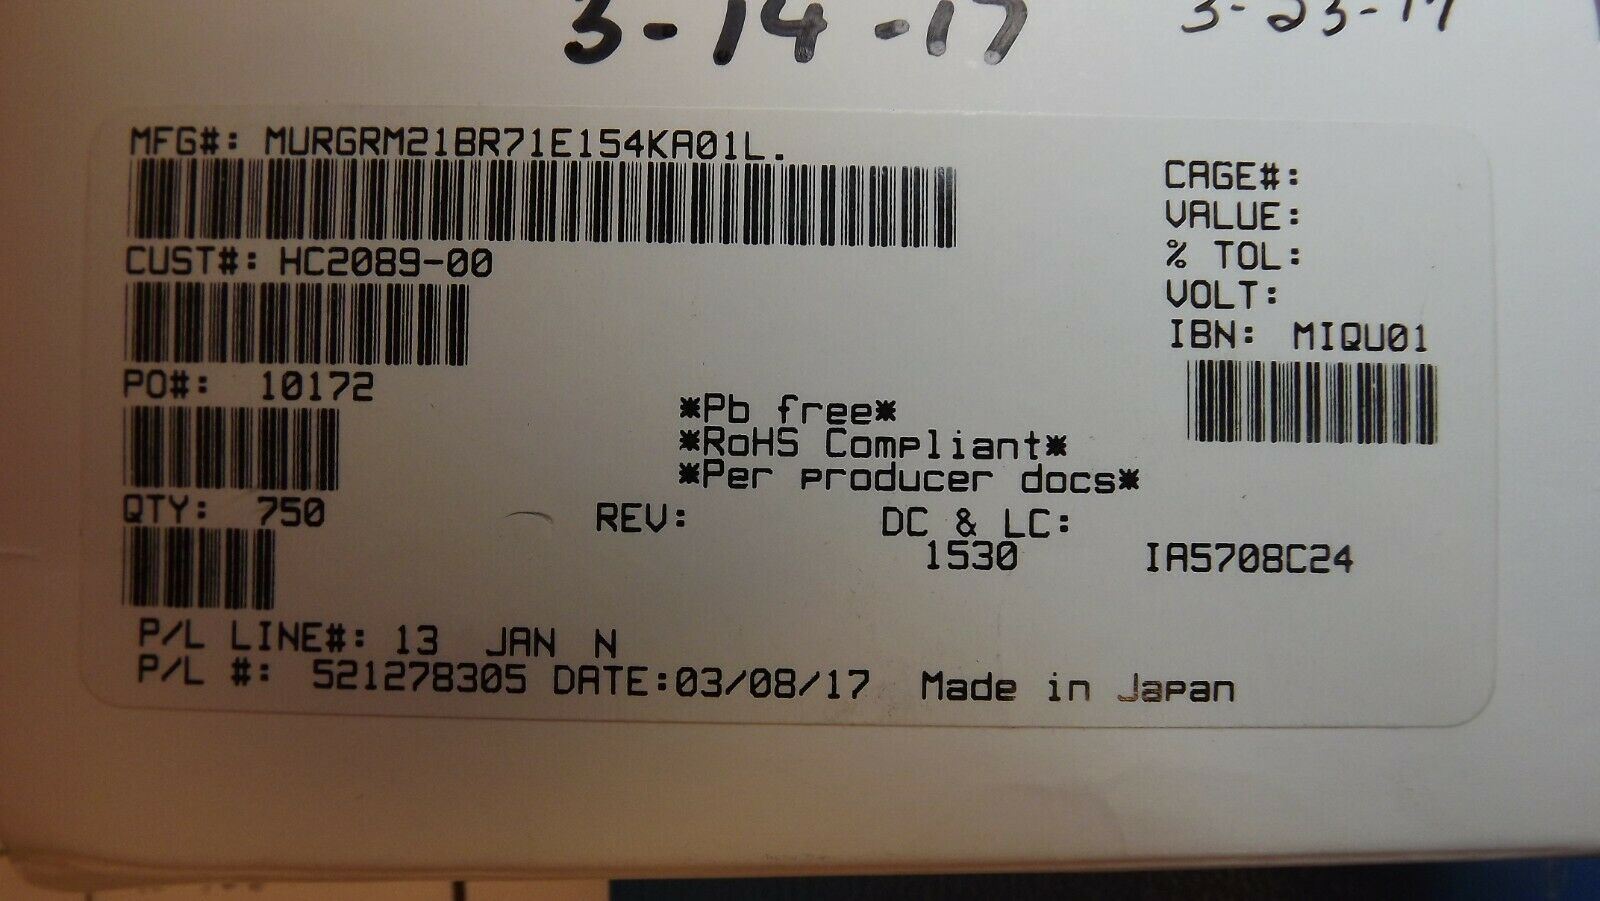 3-14-17
3-23-17
MFG#: MURGRM21BR71E154KA01L.
CUST#: HC2089-00
PO#: 10172
QTY: 750
*Pb free*
*RoHS Compliant*
*Per producer docs*
REV:
DC & LC:
1530 IA5708C24
CAGE#:
VALUE:
% TOL:
VOLT:
IBN: MIQU01
P/L LINE#: 13 JAN N
P/L #: 521278305 DATE:03/08/17 Made in Japan